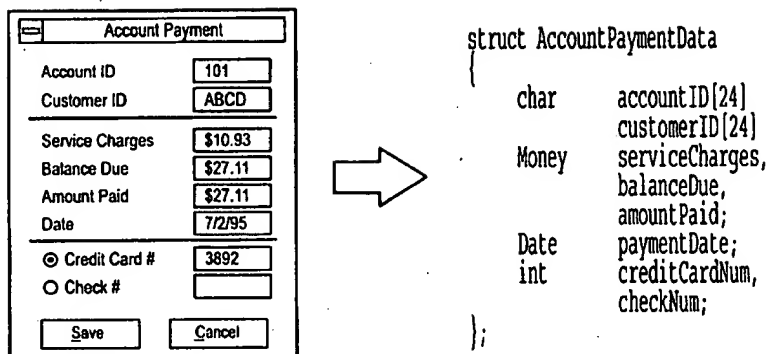 Account Payment
Account ID 101
Customer ID ABCD
Service Charges $10.93
Balance Due $27.11
Amount Paid $27.11
Date 7/2/95
Credit Card # 3892
Check #
Save Cancel
struct AccountPaymentData
{
char accountID[24]
customerID[24]
Money serviceCharges,
balanceDue,
amountPaid;
Date paymentDate;
int creditCardNum,
checkNum;
};